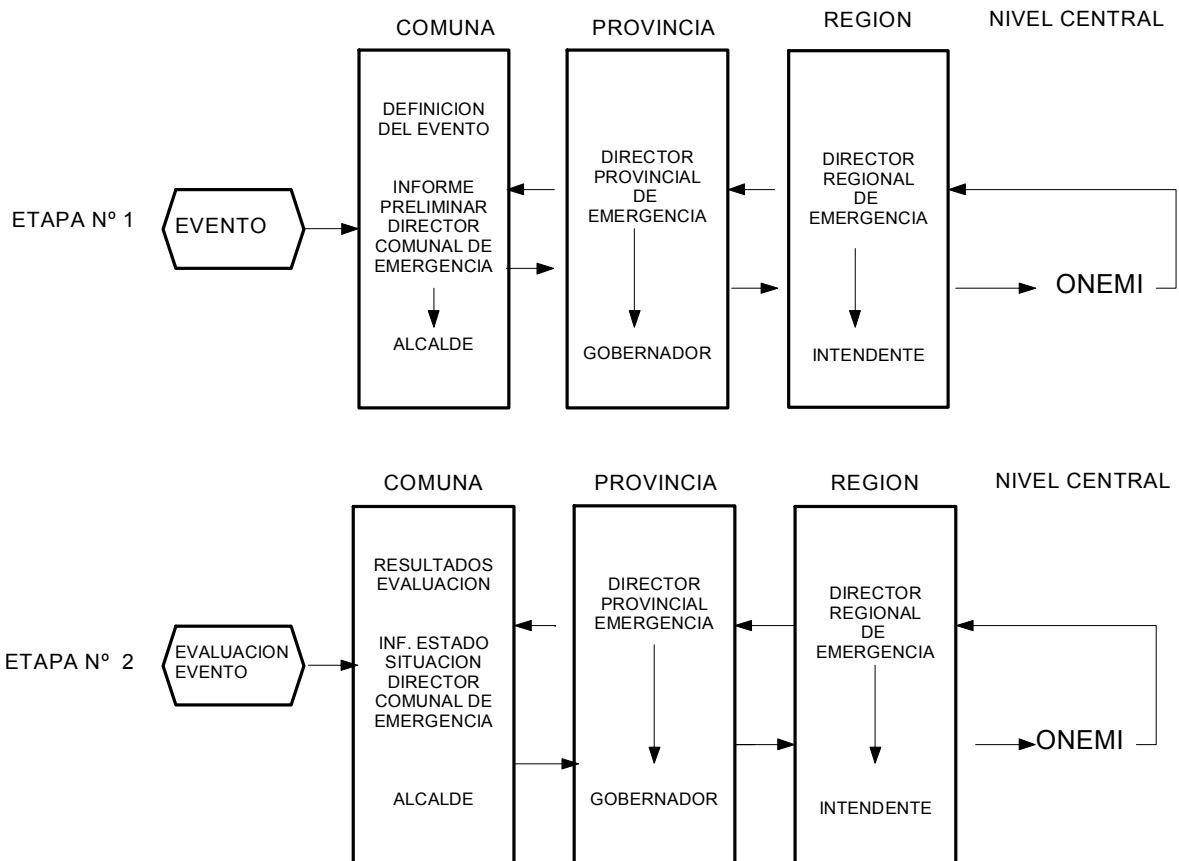 COMUNA
PROVINCIA
REGION
NIVEL CENTRAL
ETAPA Nº 1
EVENTO
DEFINICION
DEL EVENTO
INFORME
PRELIMINAR
DIRECTOR
COMUNAL DE
EMERGENCIA
ALCALDE
DIRECTOR
PROVINCIAL
DE
EMERGENCIA
GOBERNADOR
DIRECTOR
REGIONAL
DE
EMERGENCIA
INTENDENTE
ONEMI
COMUNA
PROVINCIA
REGION
NIVEL CENTRAL
ETAPA Nº 2
EVALUACION
EVENTO
RESULTADOS
EVALUACION
INF. ESTADO
SITUACION
DIRECTOR
COMUNAL DE
EMERGENCIA
ALCALDE
DIRECTOR
PROVINCIAL
EMERGENCIA
GOBERNADOR
DIRECTOR
REGIONAL
DE
EMERGENCIA
INTENDENTE
ONEMI